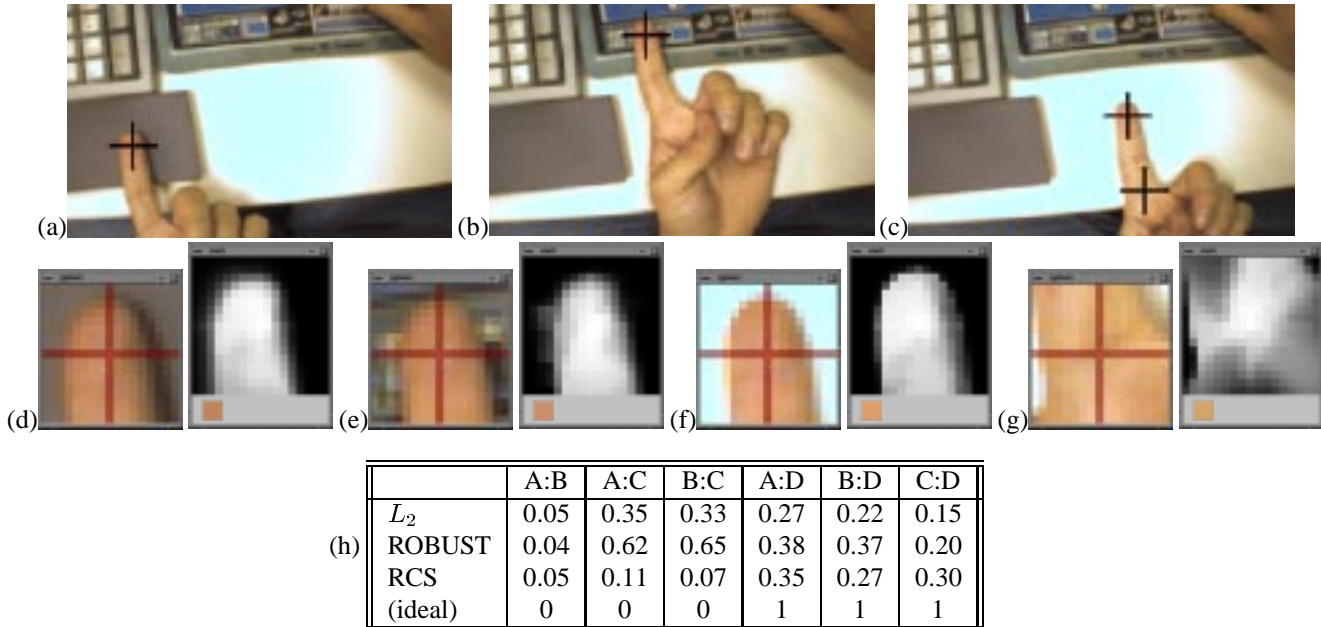 (a) (b) (c)
(d) (e) (f) (g)
A:B A:C B:C A:D B:D C:D
L₂ 0.05 0.35 0.33 0.27 0.22 0.15
(h) ROBUST 0.04 0.62 0.65 0.38 0.37 0.20
RCS 0.05 0.11 0.07 0.35 0.27 0.30
(ideal) 0 0 0 1 1 1